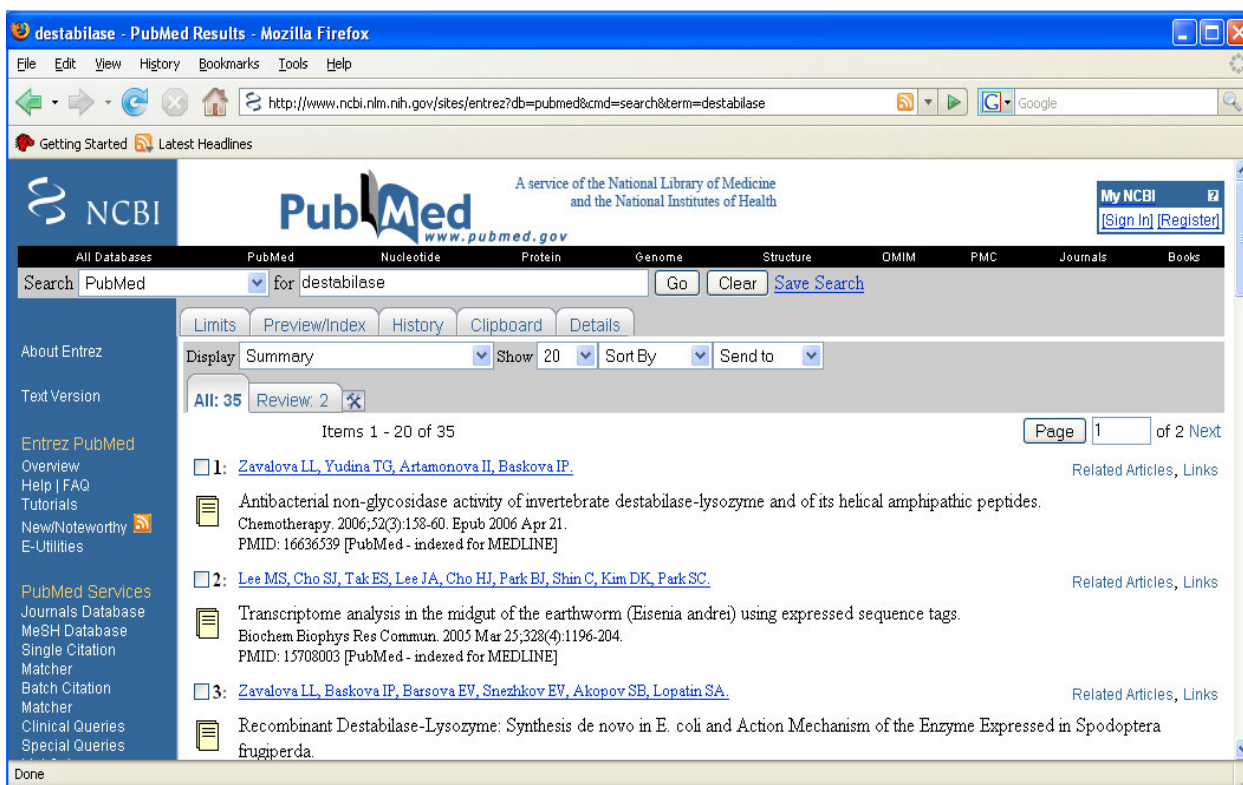 destabilase - PubMed Results - Mozilla Firefox
File Edit View History Bookmarks Tools Help
http://www.ncbi.nlm.nih.gov/sites/entrez?db=pubmed&cmd=search&term=destabilase
G Google
Getting Started Latest Headlines
NCBI
PubMed
www.pubmed.gov
A service of the National Library of Medicine
and the National Institutes of Health
My NCBI ?
[Sign In] [Register]
All Databases PubMed Nucleotide Protein Genome Structure OMIM PMC Journals Books
Search PubMed for destabilase Go Clear Save Search
Limits Preview/Index History Clipboard Details
About Entrez
Display Summary Show 20 Sort By Send to
Text Version
All: 35 Review: 2
Items 1 - 20 of 35
Page 1 of 2 Next
Entrez PubMed
Overview
Help | FAQ
Tutorials
New/Noteworthy
E-Utilities
PubMed Services
Journals Database
MeSH Database
Single Citation
Matcher
Batch Citation
Matcher
Clinical Queries
Special Queries
1: Zavalova LL, Yudina TG, Artamonova II, Baskova IP.
Related Articles, Links
Antibacterial non-glycosidase activity of invertebrate destabilase-lysozyme and of its helical amphipathic peptides.
Chemotherapy. 2006;52(3):158-60. Epub 2006 Apr 21.
PMID: 16636539 [PubMed - indexed for MEDLINE]
2: Lee MS, Cho SJ, Tak ES, Lee JA, Cho HJ, Park BJ, Shin C, Kim DK, Park SC.
Related Articles, Links
Transcriptome analysis in the midgut of the earthworm (Eisenia andrei) using expressed sequence tags.
Biochem Biophys Res Commun. 2005 Mar 25;328(4):1196-204.
PMID: 15708003 [PubMed - indexed for MEDLINE]
3: Zavalova LL, Baskova IP, Barsova EV, Snezhkov EV, Akopov SB, Lopatin SA.
Related Articles, Links
Recombinant Destabilase-Lysozyme: Synthesis de novo in E. coli and Action Mechanism of the Enzyme Expressed in Spodoptera
frugiperda.
Done